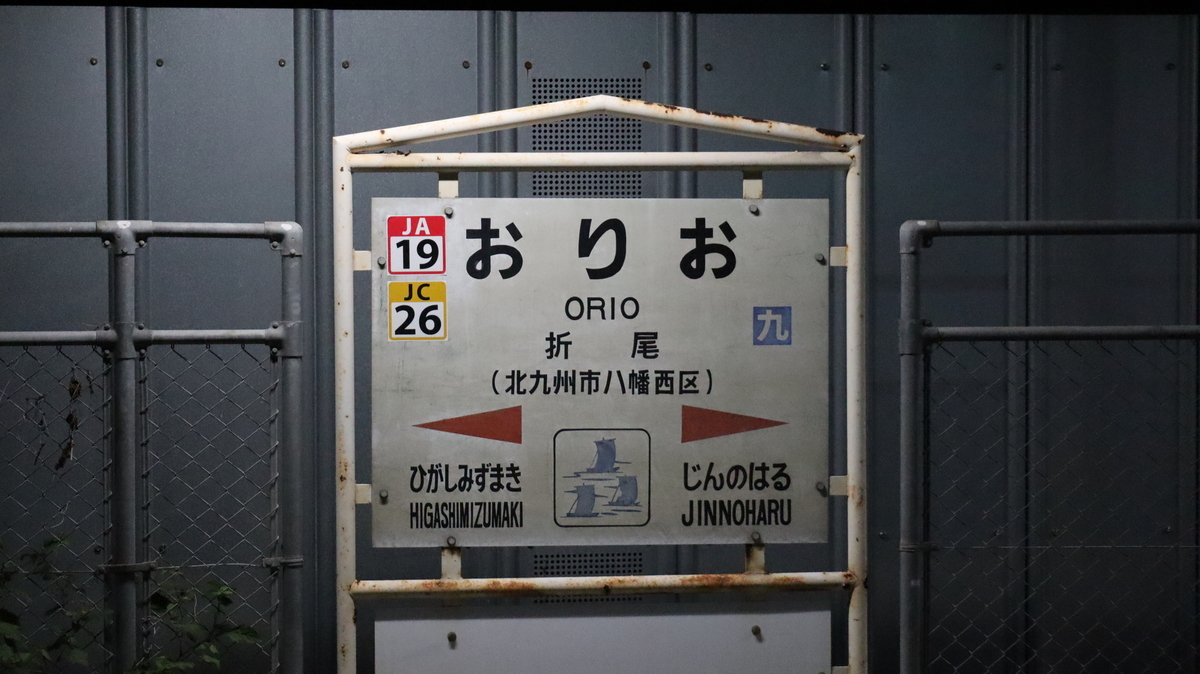 JA
19
おりお
JC
26
ORIO
九
折尾
(北九州市八幡西区)
ひがしみずまき
HIGASHIMIZUMAKI
じんのはる
JINNOHARU